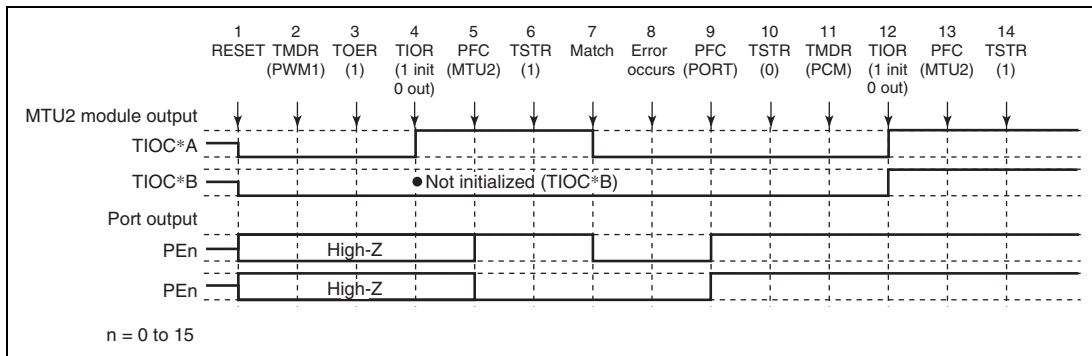 1 2 3 4 5 6 7 8 9 10 11 12 13 14
RESET TMDR TOER TIOR PFC TSTR Match Error PFC TSTR TMDR TIOR PFC TSTR
(PWM1) (1) (1 init (MTU2) (1) occurs (PORT) (0) (PCM) (1 init (MTU2) (1)
0 out) 0 out)
MTU2 module output
TIOC*A
TIOC*B ● Not initialized (TIOC*B)
Port output
PEn High-Z
PEn High-Z
n = 0 to 15